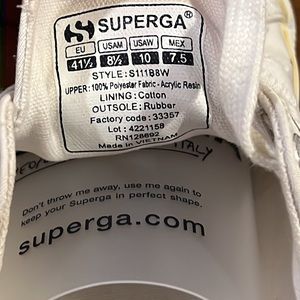 SUPERGA®
EU USAM USAW MEX
41½ 8½ 10 7.5
STYLE: S111B8W
UPPER: 100% Polyester Fabric - Acrylic Resin
LINING: Cotton
OUTSOLE: Rubber
Factory code: 33357
Lot: 4221158
RN128692
Made in VIETNAM
ITALY
Don't throw me away, use me again to
keep your Superga in perfect shape.
superga.com